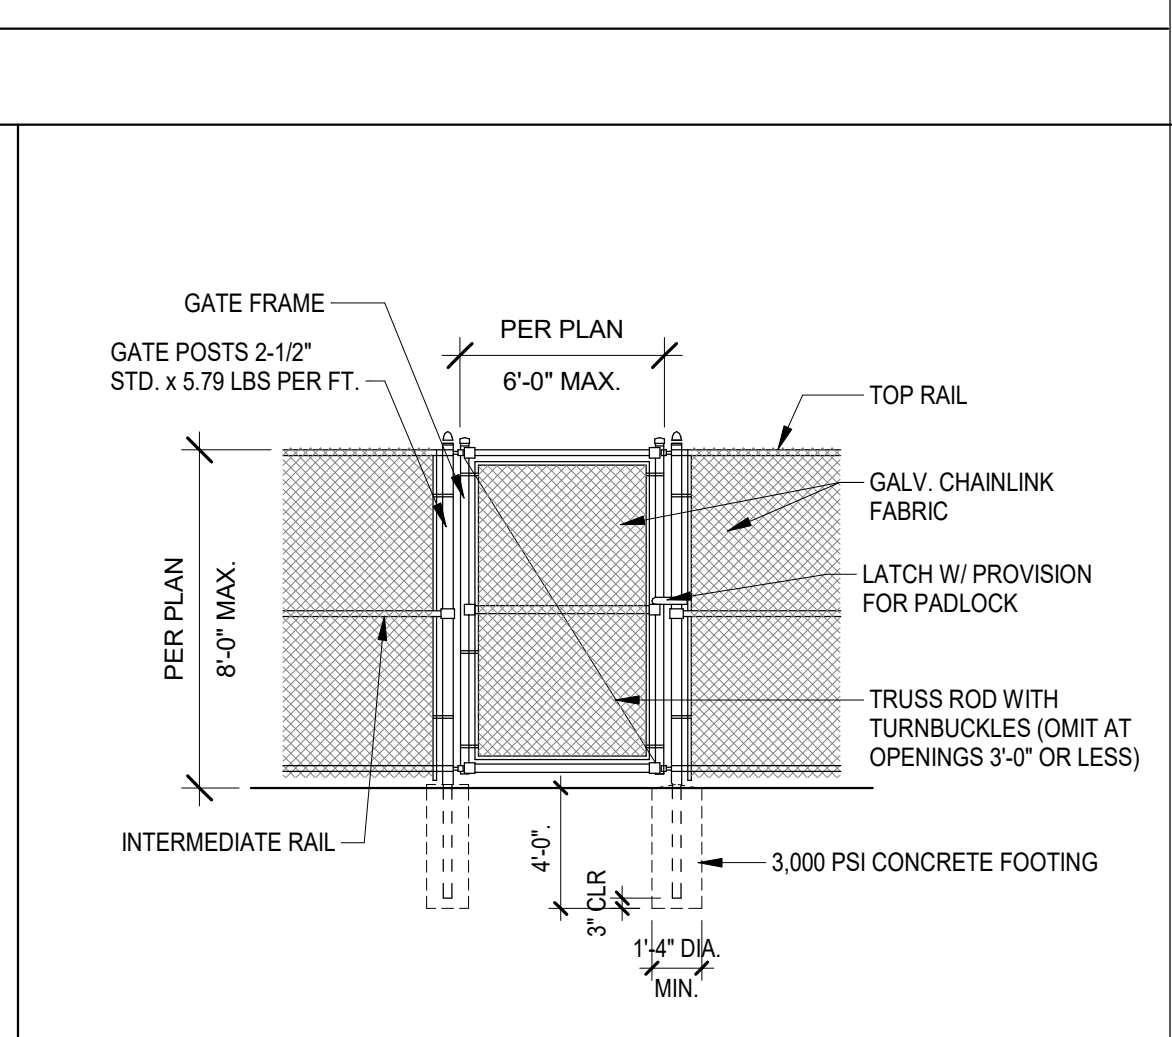 GATE FRAME
PER PLAN
GATE POSTS 2-1/2"
STD. x 5.79 LBS PER FT.
6'-0" MAX.
TOP RAIL
GALV. CHAINLINK
FABRIC
PER PLAN
8'-0" MAX.
LATCH W/ PROVISION
FOR PADLOCK
TRUSS ROD WITH
TURNBUCKLES (OMIT AT
OPENINGS 3'-0" OR LESS)
INTERMEDIATE RAIL
4'-0".
3" CLR
3,000 PSI CONCRETE FOOTING
1'-4" DIA.
MIN.